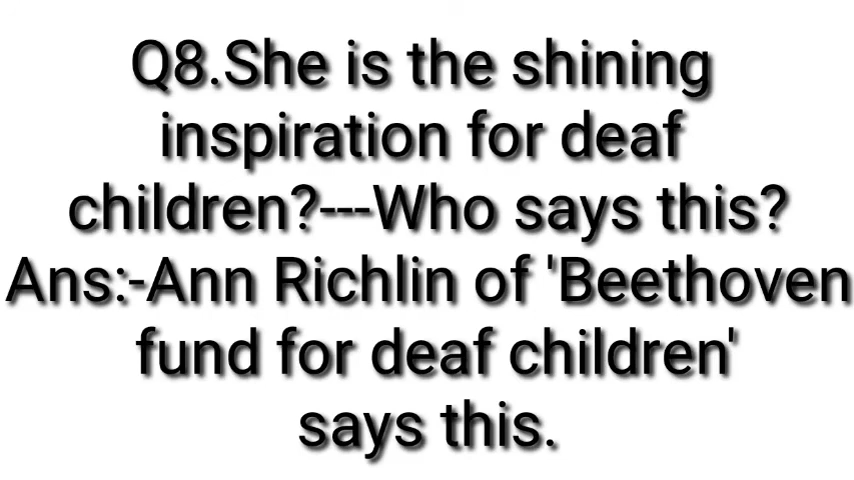 Q8.She is the shining
inspiration for deaf
children?---Who says this?
Ans:-Ann Richlin of 'Beethoven
fund for deaf children'
says this.